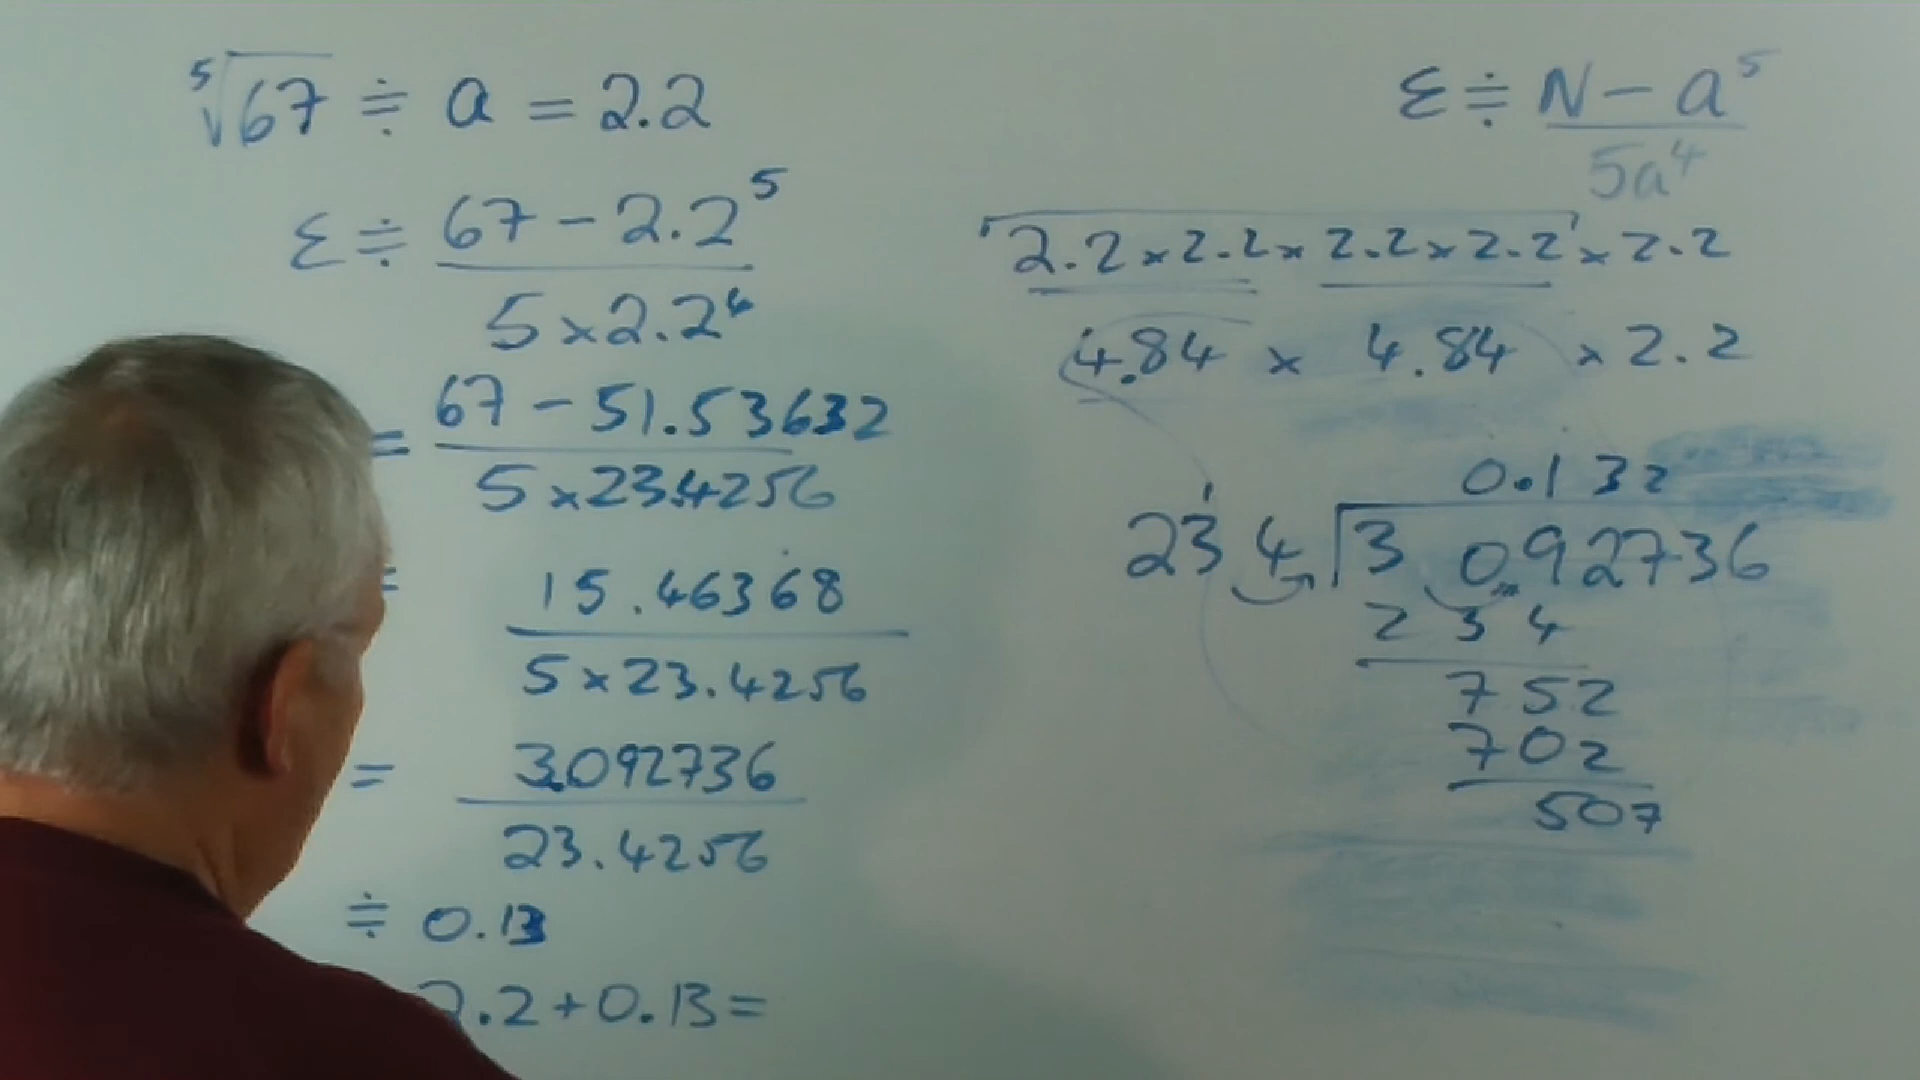 ⁵√67 ≑ a = 2.2
ε ≑ 67 - 2.2⁵
5 × 2.2⁴
= 67 - 51.53632
5 × 23.4256
= 15.46368
5 × 23.4256
= 3.092736
23.4256
≑ 0.13
2.2 + 0.13 =
ε ≑ N - a⁵
5a⁴
2.2 × 2.2 × 2.2 × 2.2 × 2.2
4.84 × 4.84 × 2.2
0.132
1
234 3 0.92736
234
752
702
507